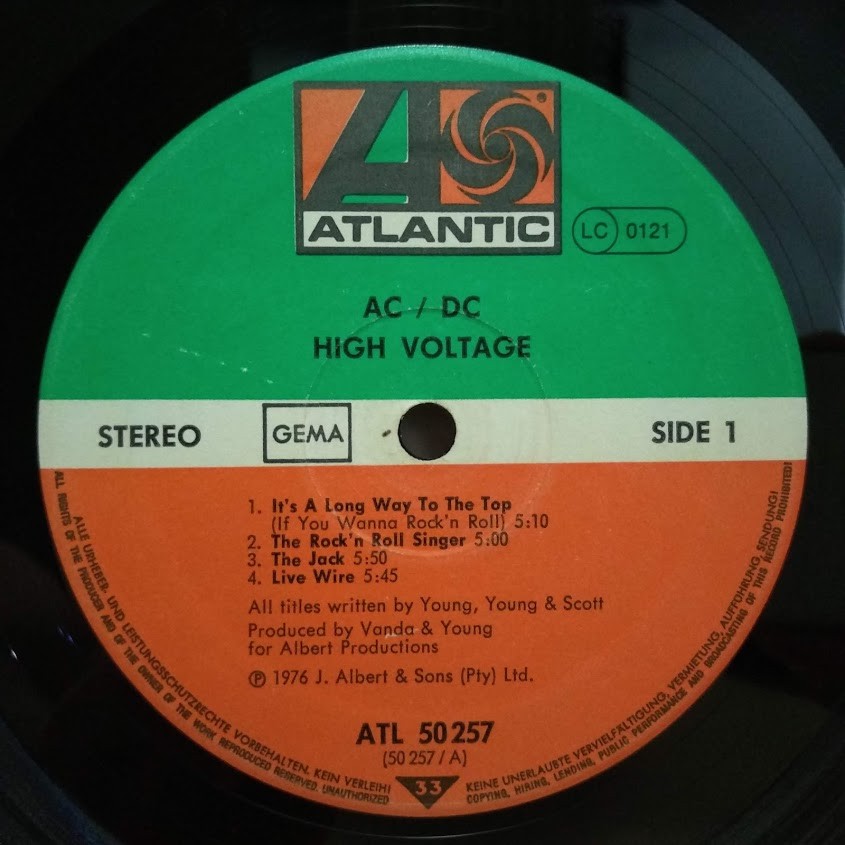 ATLANTIC
®
LC 0121
AC / DC
HIGH VOLTAGE
STEREO
GEMA
SIDE 1
1. It's A Long Way To The Top
(If You Wanna Rock'n Roll) 5:10
2. The Rock'n Roll Singer 5:00
3. The Jack 5:50
4. Live Wire 5:45
All titles written by Young, Young & Scott
Produced by Vanda & Young
for Albert Productions
℗ 1976 J. Albert & Sons (Pty) Ltd.
ATL 50 257
(50 257 / A)
33
ALLE URHEBER- UND LEISTUNGSSCHUTZRECHTE VORBEHALTEN. KEIN VERLEIH! KEINE UNERLAUBTE VERVIELFÄLTIGUNG, VERMIETUNG, AUFFÜHRUNG, SENDUNG!
ALL RIGHTS OF THE PRODUCER AND OF THE OWNER OF THE WORK REPRODUCED RESERVED. UNAUTHORIZED COPYING, HIRING, LENDING, PUBLIC PERFORMANCE AND BROADCASTING OF THIS RECORD PROHIBITED!